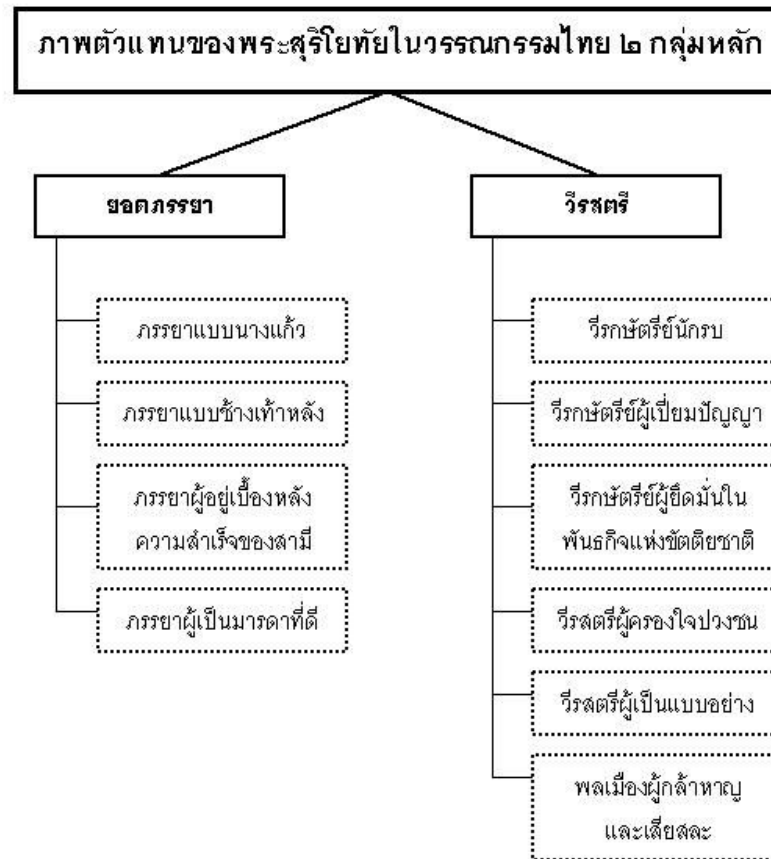 ภาพตัวแทนของพระสุริโยทัยในวรรณกรรมไทย ๒ กลุ่มหลัก
ยอดภรรยา
ภรรยาแบบนางแก้ว
ภรรยาแบบช้างเท้าหลัง
ภรรยาผู้อยู่เบื้องหลัง
ความสำเร็จของสามี
ภรรยาผู้เป็นมารดาที่ดี
วีรสตรี
วีรกษัตรีย์นักรบ
วีรกษัตรีย์ผู้เปี่ยมปัญญา
วีรกษัตรีย์ผู้ยึดมั่นใน
พันธกิจแห่งขัตติยชาติ
วีรสตรีผู้ครองใจปวงชน
วีรสตรีผู้เป็นแบบอย่าง
พลเมืองผู้กล้าหาญ
และเสียสละ